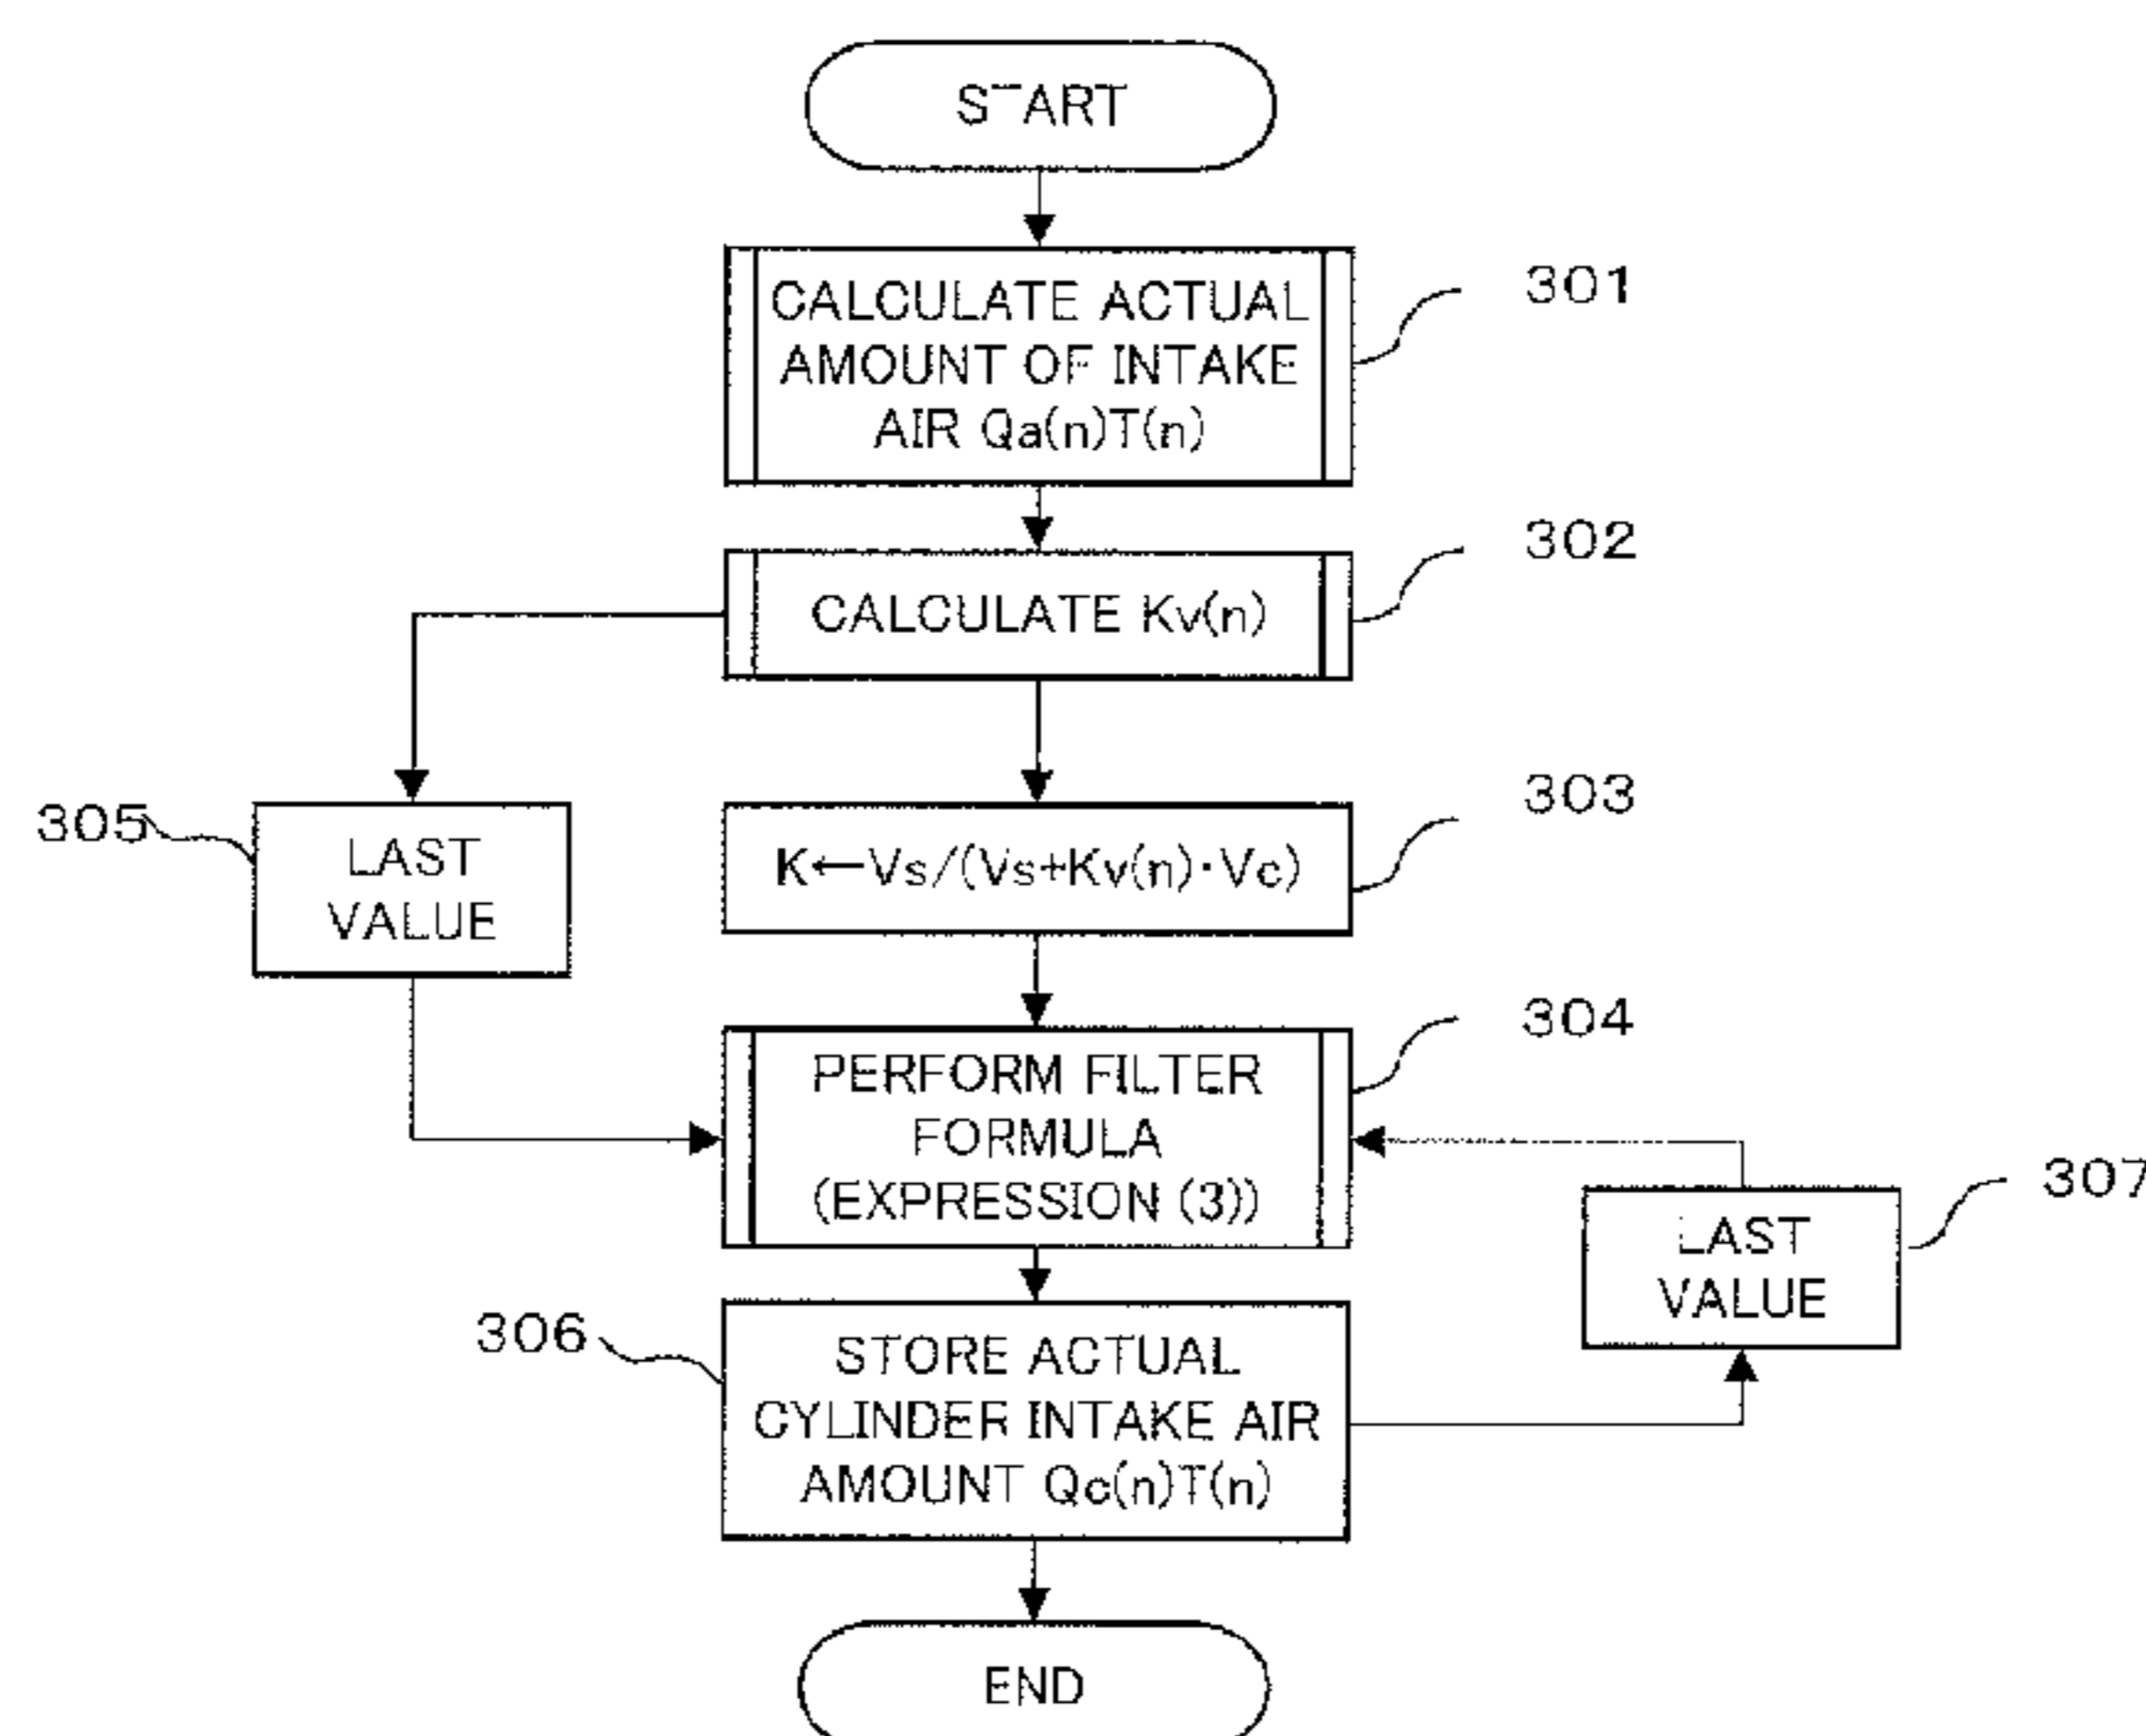 START
CALCULATE ACTUAL
AMOUNT OF INTAKE
AIR Qa(n)T(n)
301
CALCULATE Kv(n)
302
305
LAST
VALUE
K←Vs/(Vs+Kv(n)·Vc)
303
PERFORM FILTER
FORMULA
(EXPRESSION (3))
304
LAST
VALUE
307
306
STORE ACTUAL
CYLINDER INTAKE AIR
AMOUNT Qc(n)T(n)
END